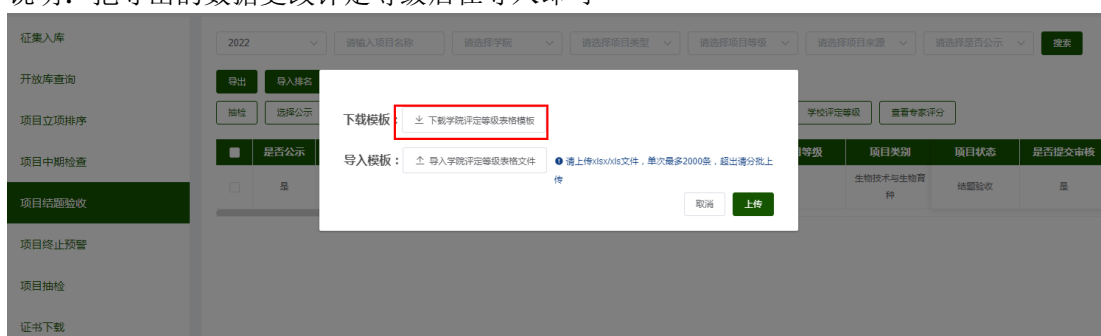 说明：把导出的数据更改评定等级后在导入即可
征集入库
2022
请输入项目名称
请选择学院
请选择项目类型
请选择项目等级
请选择项目来源
请选择是否公示
搜索
开放库查询
导出
导入排名
抽检
选择公示
学校评定等级
查看专家评分
项目立项排序
下载模板：
下载学院评定等级表格模板
是否公示
等级
项目类别
项目状态
是否提交审核
项目中期检查
导入模板：
导入学院评定等级表格文件
请上传xlsx/xls文件，单次最多2000条，超出请分批上
传
是
生物技术与生物育
种
结题验收
是
项目结题验收
取消
上传
项目终止预警
项目抽检
证书下载